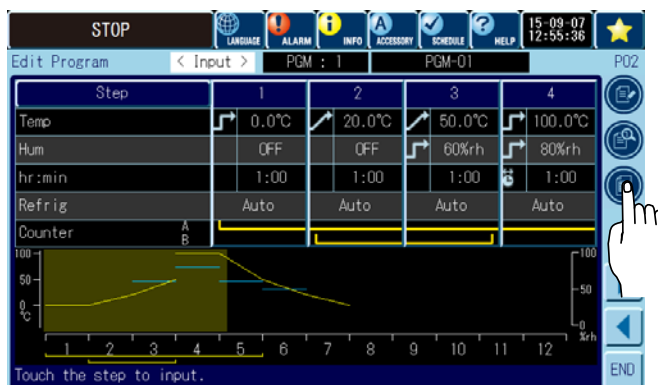 STOP LANGUAGE ALARM INFO ACCESSORY SCHEDULE HELP 15-09-07
12:55:36
Edit Program < Input > PGM : 1 PGM-01 P02
Step 1 2 3 4
Temp 0.0°C 20.0°C 50.0°C 100.0°C
Hum OFF OFF 60%rh 80%rh
hr:min 1:00 1:00 1:00 1:00
Refrig Auto Auto Auto Auto
Counter A
B
100 100
50 50
0 0
°C %rh
1 2 3 4 5 6 7 8 9 10 11 12
Touch the step to input. END